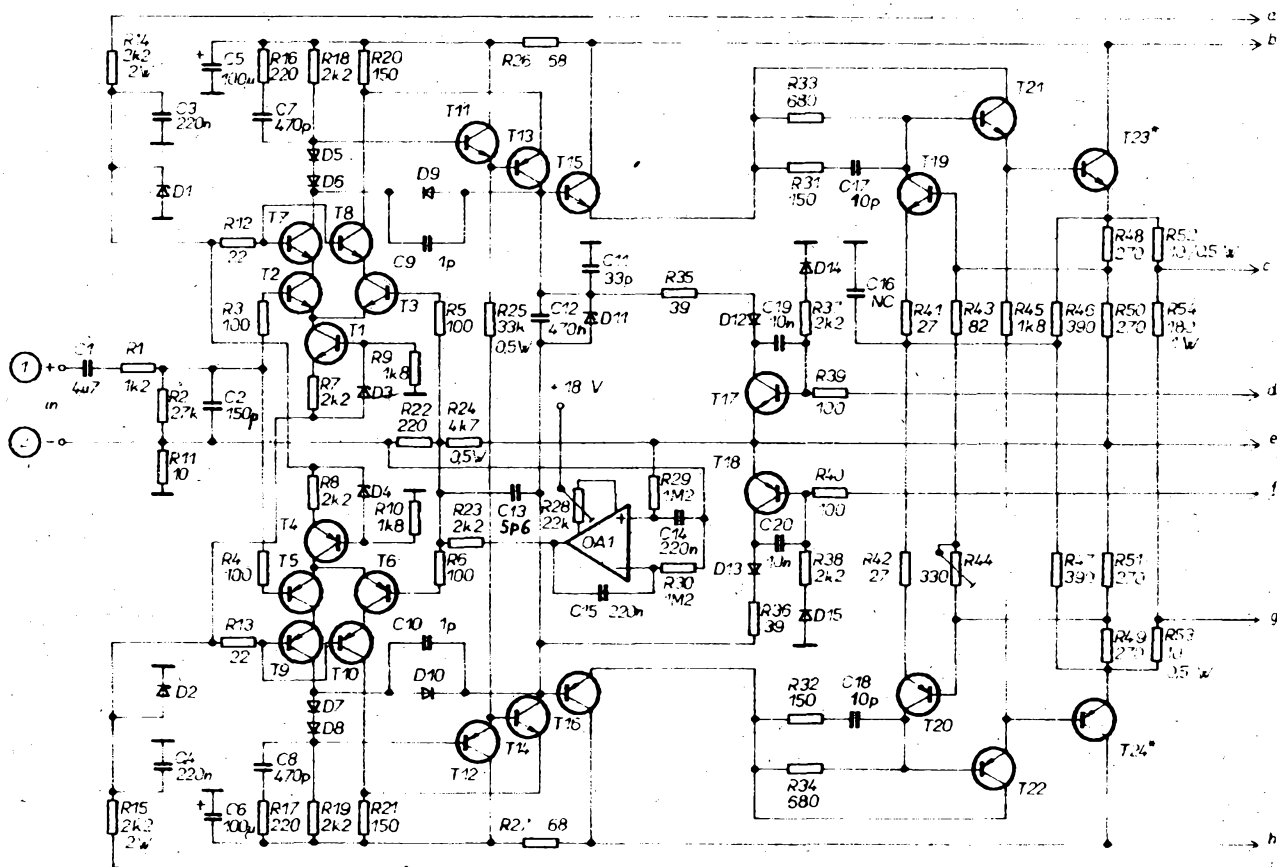 a
b
R14
2k2
2W
C5
100µ
R16
220
R18
2k2
R20
150
R26 68
C3
220n
C7
470p
T11
T13
T15
R33
680
T21
T23*
D5
D6
D1
D9
R31
150
C17
10p
T19
R12
22
T7
T8
C9
1p
C11
33p
R35
39
D14
C16
NC
R48
270
0,5W
c
T2
T3
R3
100
R5
100
R25
33k
0,5W
C12
470n
D11
D12
C19
10n
R37
2k2
R41
27
R43
82
R45
1k8
R46
390
R50
270
R54
180
1W
T1
R9
1k8
1
+
C1
4µ7
R1
1k2
R7
2k2
D3
in
R2
27k
C2
150p
+18 V
T17
R39
100
d
2
-
R22
220
R24
4k7
0,5W
e
R11
10
R8
2k2
D4
R10
1k8
T18
R40
100
f
R29
1M2
R23
2k2
C13
5p6
R28
22k
OA1
+
-
C14
220n
C20
10n
T4
R4
100
T5
T6
R6
100
D13
R38
2k2
R42
27
R44
330
R47
390
R51
270
R30
1M2
C15 220n
R36
39
D15
g
R13
22
C10
1p
T9
T10
D10
R49
270
R53
10
0,5W
D2
D7
D8
T16
T14
T12
R32
150
C18
10p
T20
T24*
C4
220n
C8
470p
R34
680
T22
R15
2k2
2W
C6
100µ
R17
220
R19
2k2
R21
150
68
h